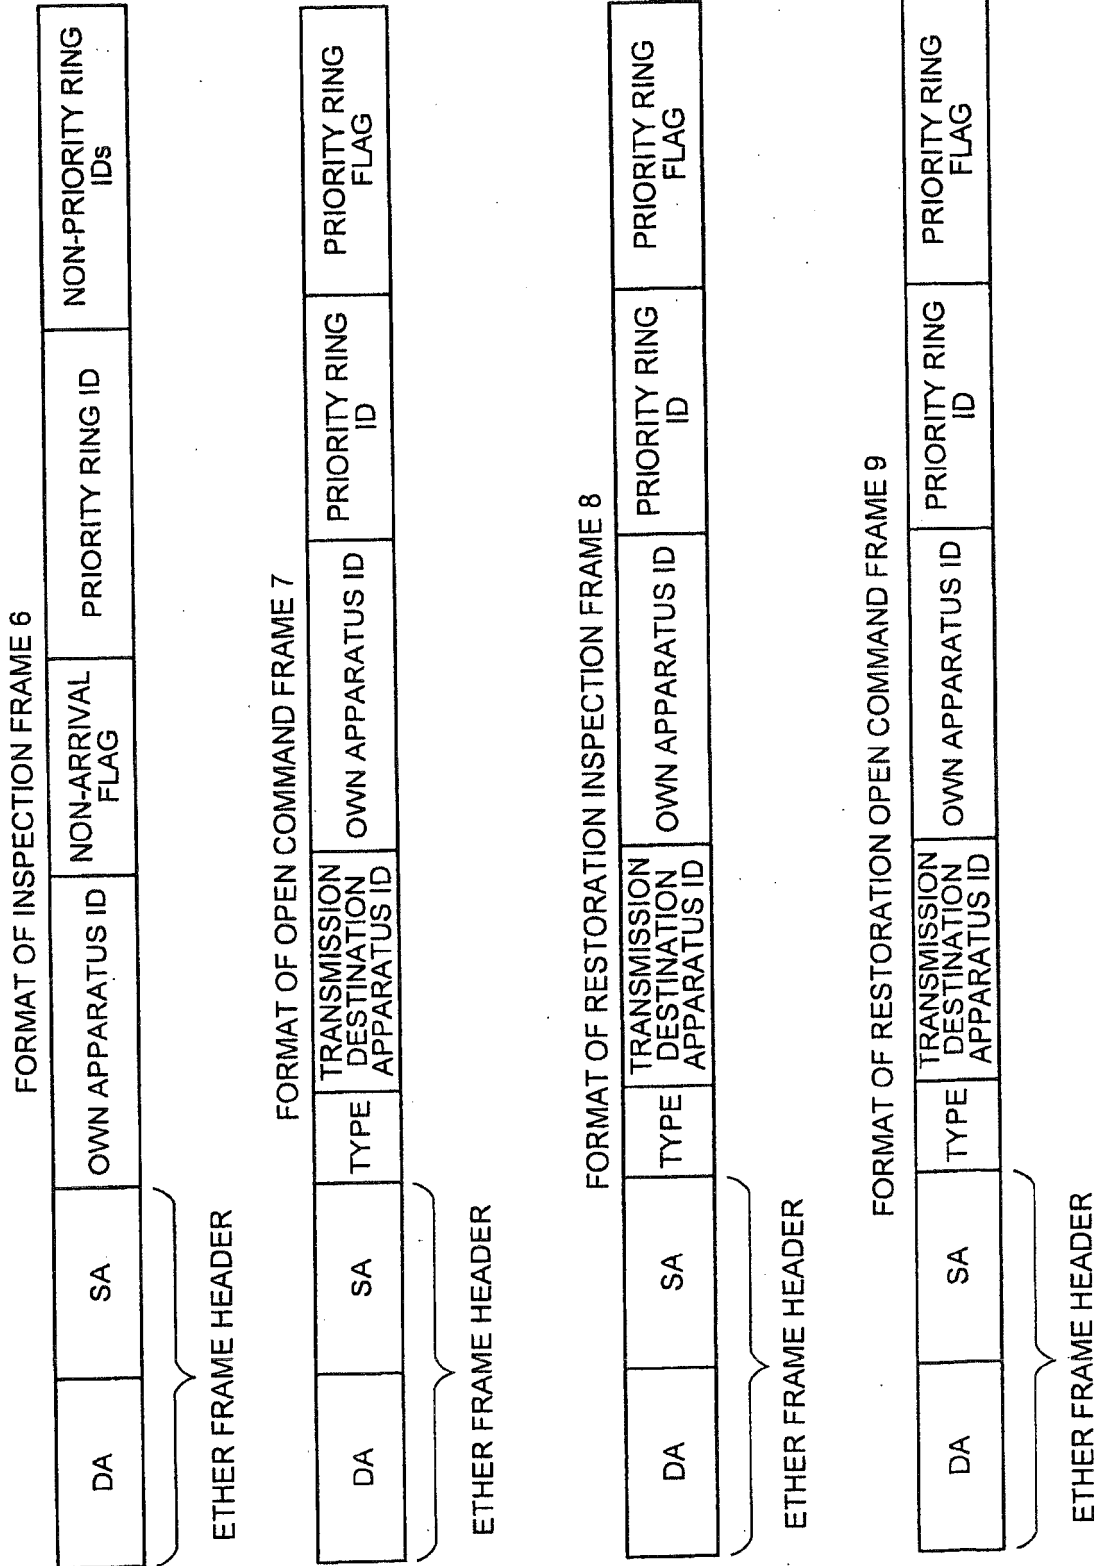 FORMAT OF INSPECTION FRAME 6
DA
SA
OWN APPARATUS ID
NON-ARRIVAL
FLAG
PRIORITY RING ID
NON-PRIORITY RING
IDs
ETHER FRAME HEADER
FORMAT OF OPEN COMMAND FRAME 7
DA
SA
TYPE
TRANSMISSION
DESTINATION
APPARATUS ID
OWN APPARATUS ID
PRIORITY RING
ID
PRIORITY RING
FLAG
ETHER FRAME HEADER
FORMAT OF RESTORATION INSPECTION FRAME 8
DA
SA
TYPE
TRANSMISSION
DESTINATION
APPARATUS ID
OWN APPARATUS ID
PRIORITY RING
ID
PRIORITY RING
FLAG
ETHER FRAME HEADER
FORMAT OF RESTORATION OPEN COMMAND FRAME 9
DA
SA
TYPE
TRANSMISSION
DESTINATION
APPARATUS ID
OWN APPARATUS ID
PRIORITY RING
ID
PRIORITY RING
FLAG
ETHER FRAME HEADER